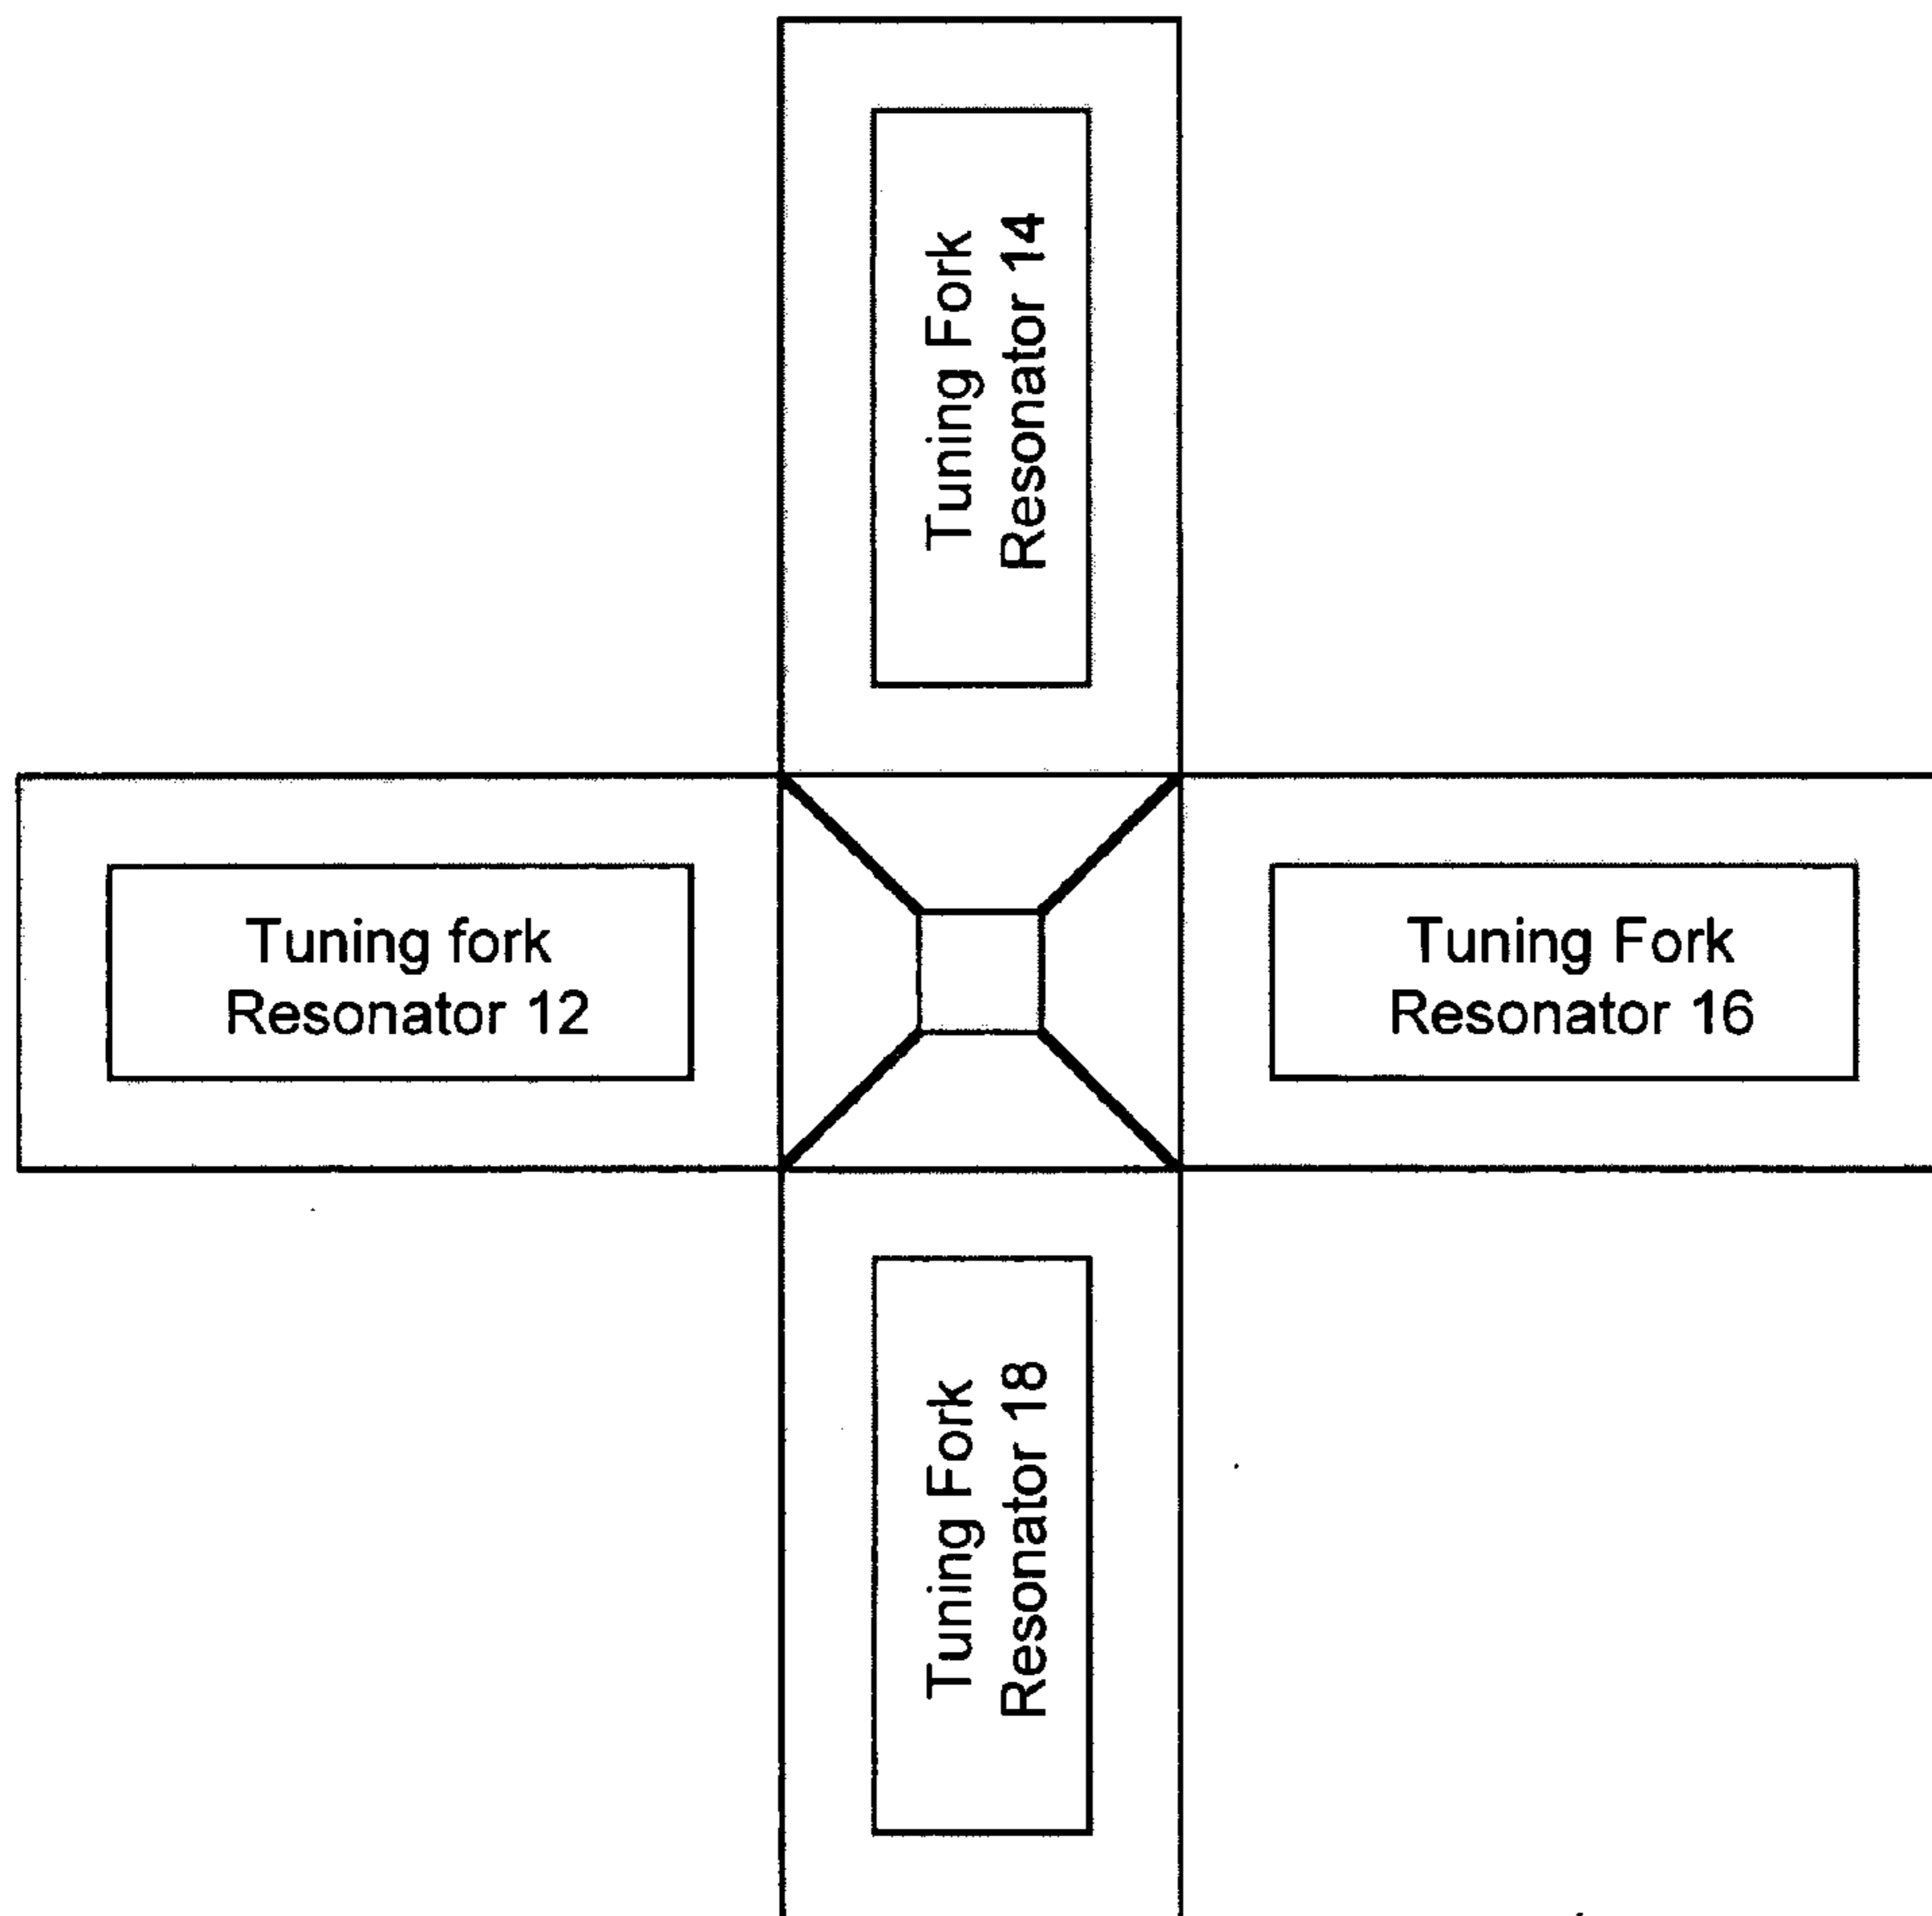 Tuning Fork
Resonator 14
Tuning fork
Resonator 12
Tuning Fork
Resonator 16
Tuning Fork
Resonator 18